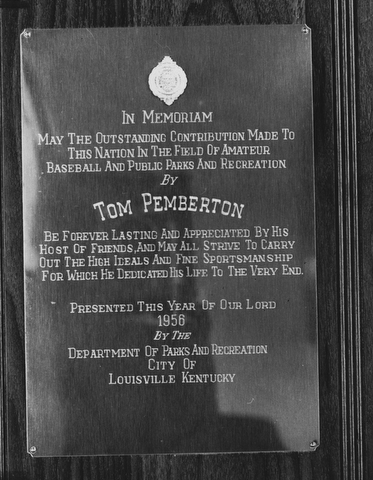 In Memoriam
May The Outstanding Contribution Made To
This Nation In The Field Of Amateur
Baseball And Public Parks And Recreation
By
Tom Pemberton
Be Forever Lasting And Appreciated By His
Host Of Friends, And May All Strive To Carry
Out The High Ideals And Fine Sportsmanship
For Which He Dedicated His Life To The Very End.
Presented This Year Of Our Lord
1956
By The
Department Of Parks And Recreation
City Of
Louisville Kentucky